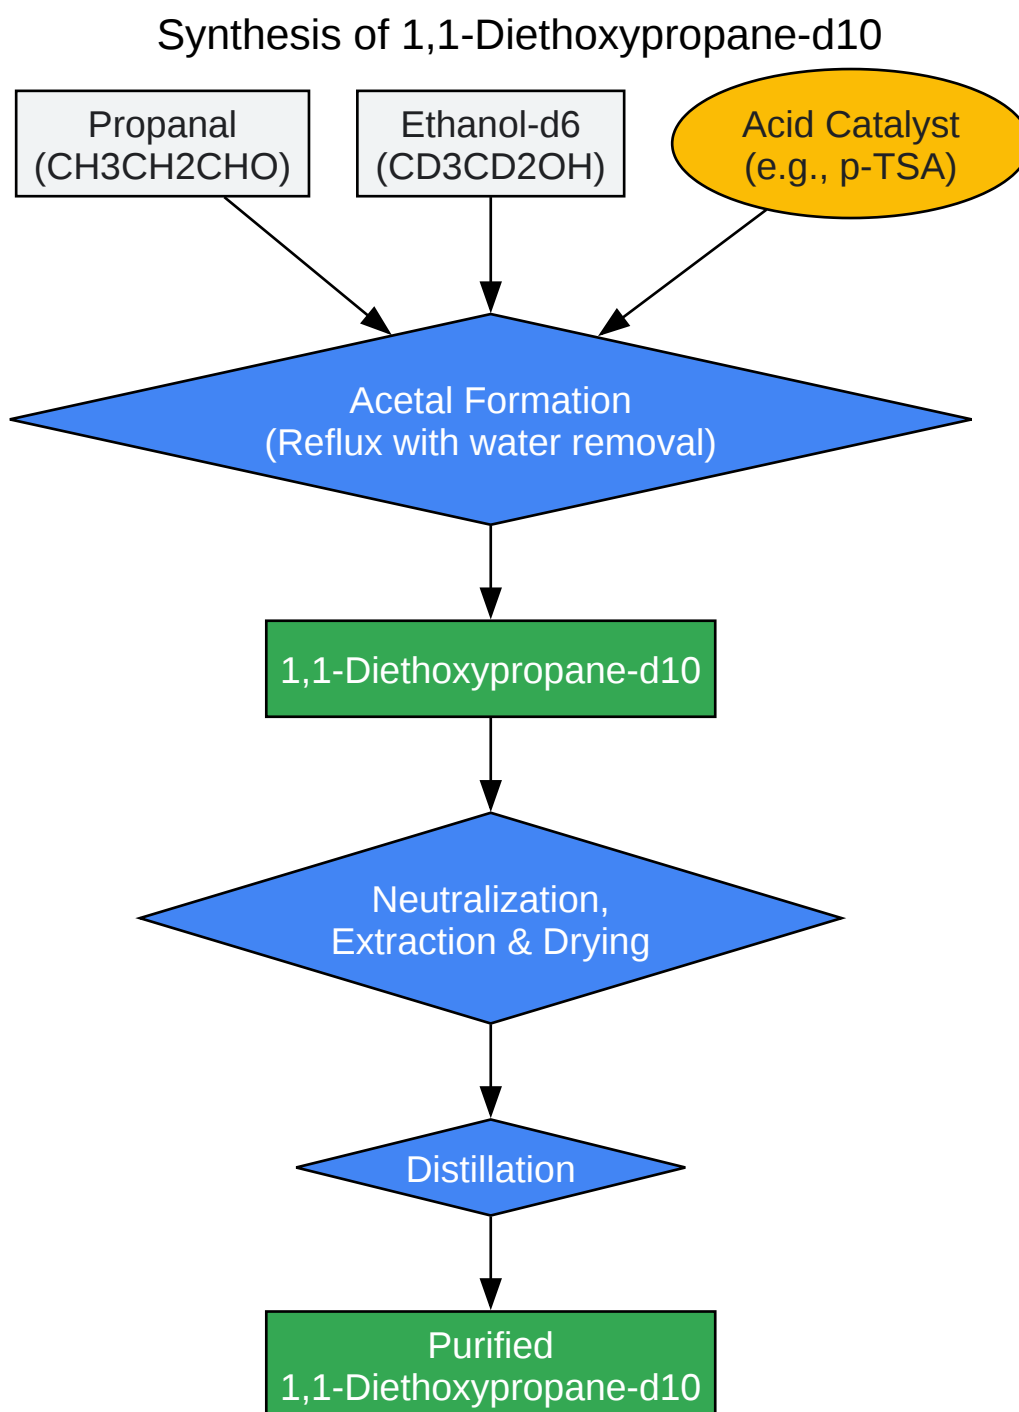 Synthesis of 1,1-Diethoxypropane-d10
Propanal
(CH3CH2CHO)
Ethanol-d6
(CD3CD2OH)
Acid Catalyst
(e.g., p-TSA)
Acetal Formation
(Reflux with water removal)
1,1-Diethoxypropane-d10
Neutralization,
Extraction & Drying
Distillation
Purified
1,1-Diethoxypropane-d10